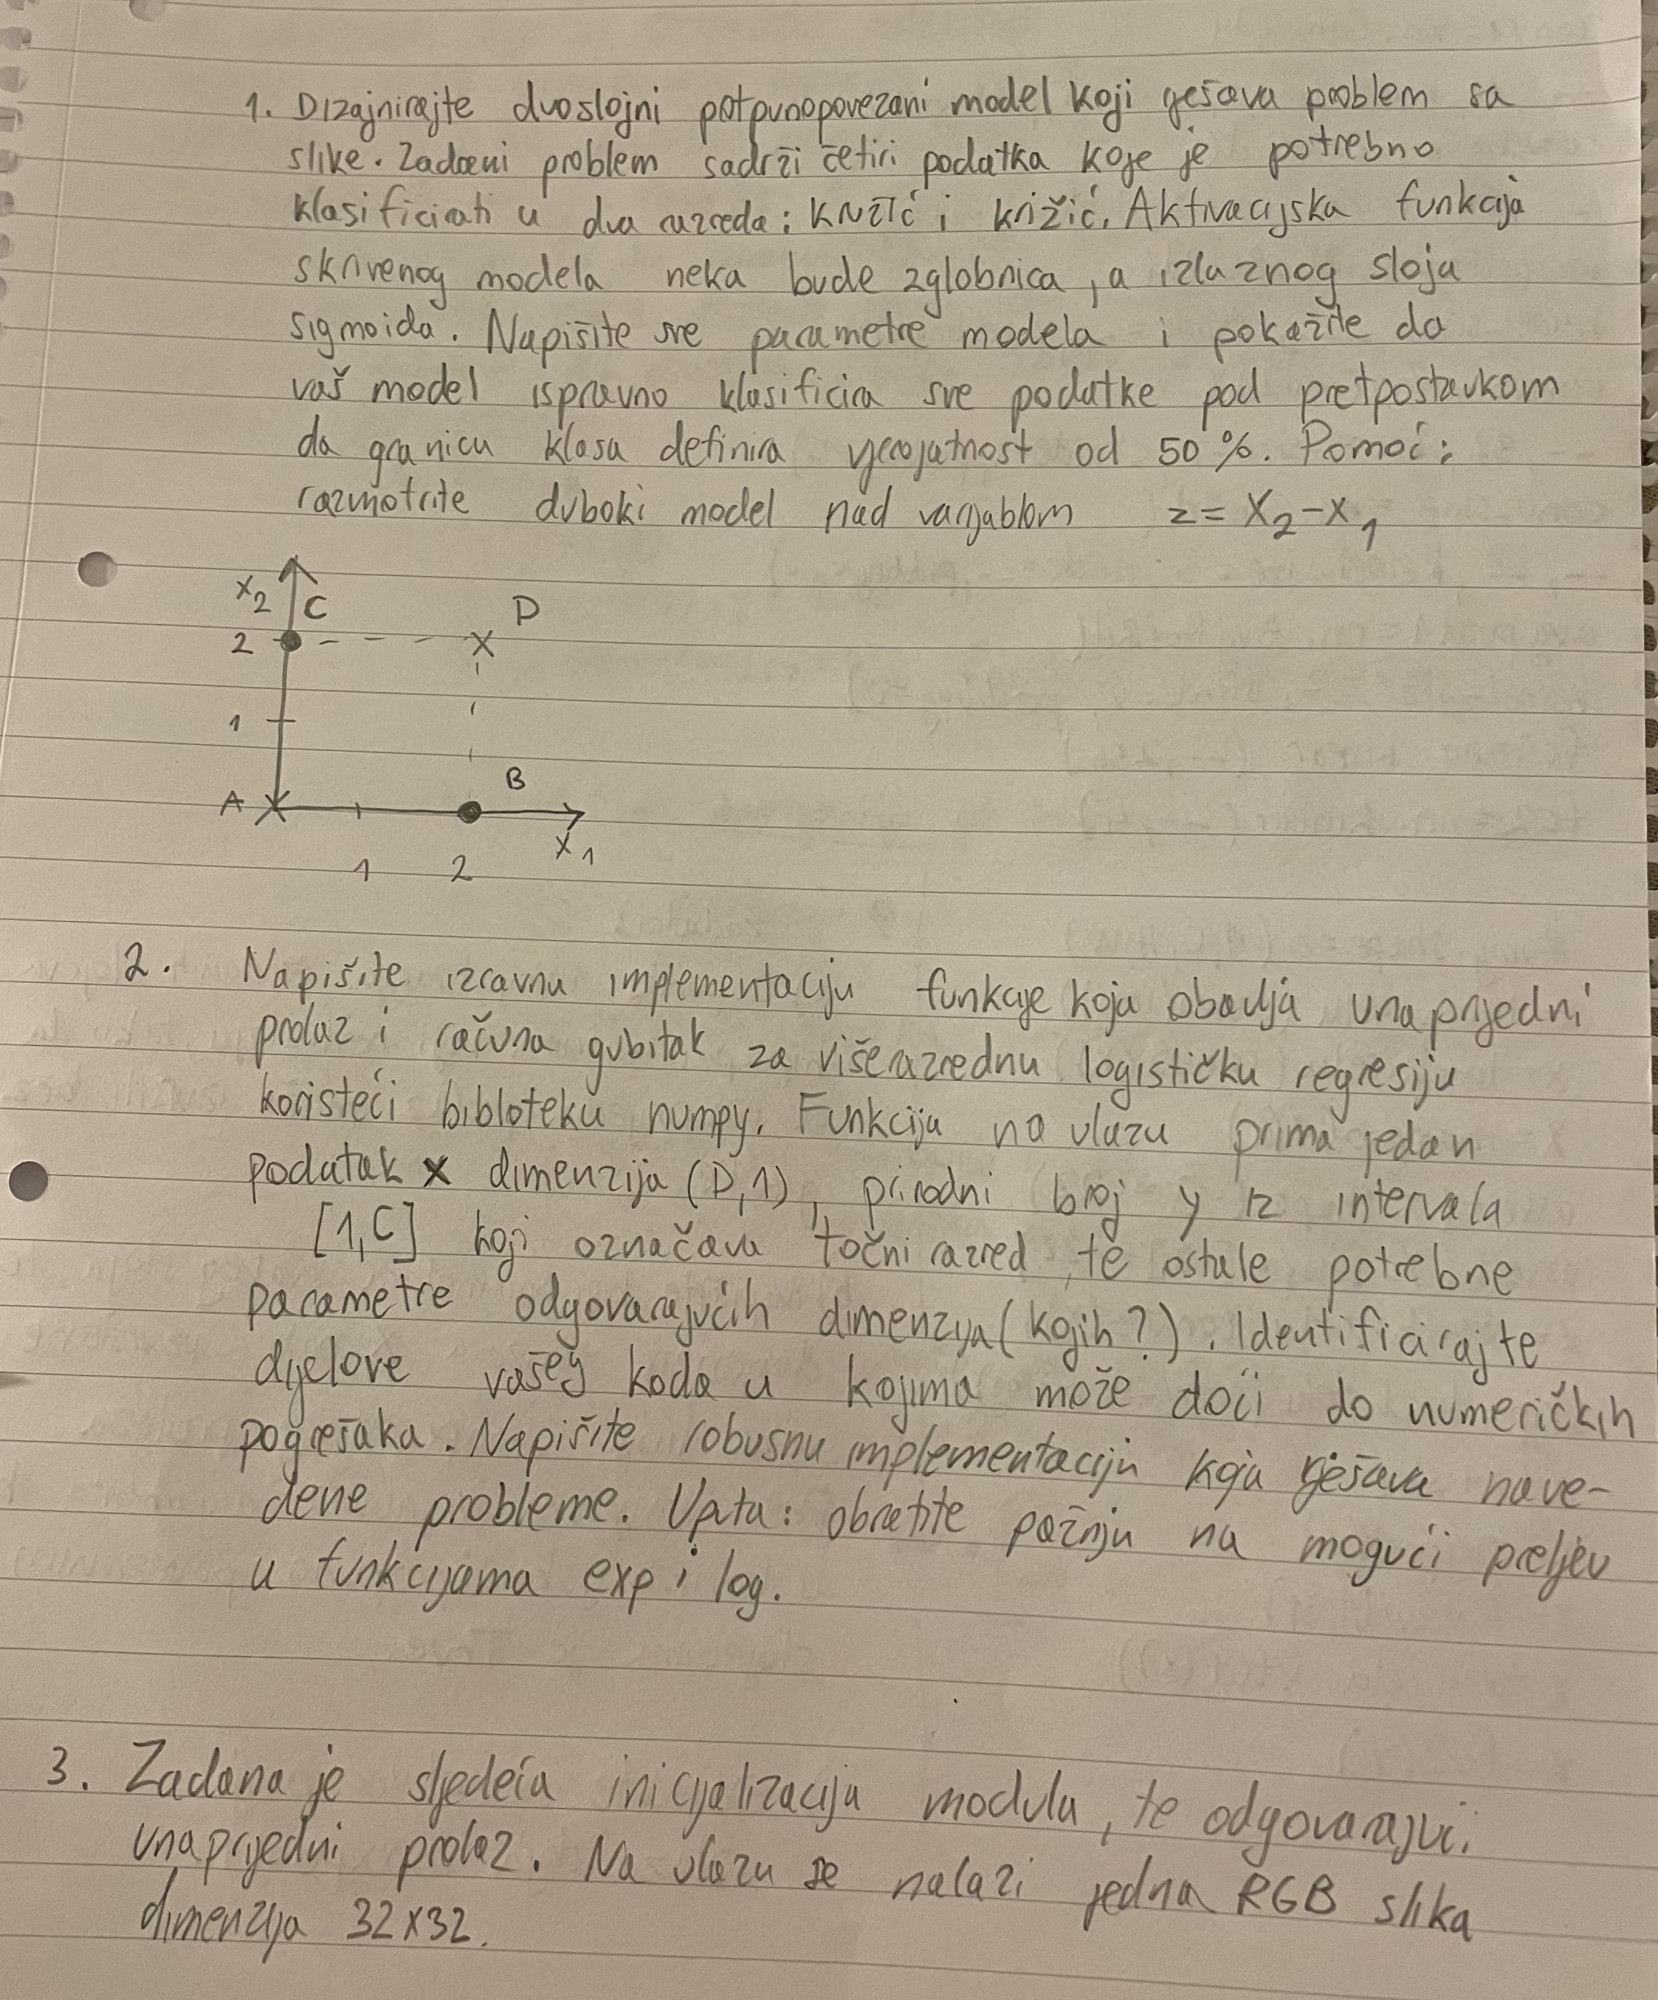 1. Dizajnirajte dvoslojni potpunopovezani model koji rješava problem sa
slike. Zadani problem sadrži četiri podatka koje je potrebno
klasificirati u dva razreda: kružić i križić. Aktivacijska funkcija
skrivenog modela neka bude zglobnica, a izlaznog sloja
sigmoida. Napišite sve parametre modela i pokažite da
vaš model ispravno klasificira sve podatke pod pretpostavkom
da granicu klasa definira vjerojatnost od 50%. Pomoć:
razmotrite duboki model nad varijablom z = x₂-x₁
x₂ C D
2
1
A B
x₁
1 2
2. Napišite izravnu implementaciju funkcije koja obavlja unaprijedni
prolaz i računa gubitak za višerazrednu logističku regresiju
koristeći bibloteku numpy. Funkcija na ulazu prima jedan
podatak x dimenzija (D,1), prirodni broj y iz intervala
[1,C] koji označava točni razred, te ostale potrebne
parametre odgovarajućih dimenzija (kojih?). Identificirajte
dijelove vašeg koda u kojima može doći do numeričkih
pogrešaka. Napišite robusnu implementaciju koja rješava nave-
dene probleme. Uputa: obratite pažnju na mogući preljev
u funkcijama exp i log.
3. Zadana je sljedeća inicijalizacija modula, te odgovarajući
unaprijedni prolaz. Na ulazu se nalazi jedna RGB slika
dimenzija 32x32.